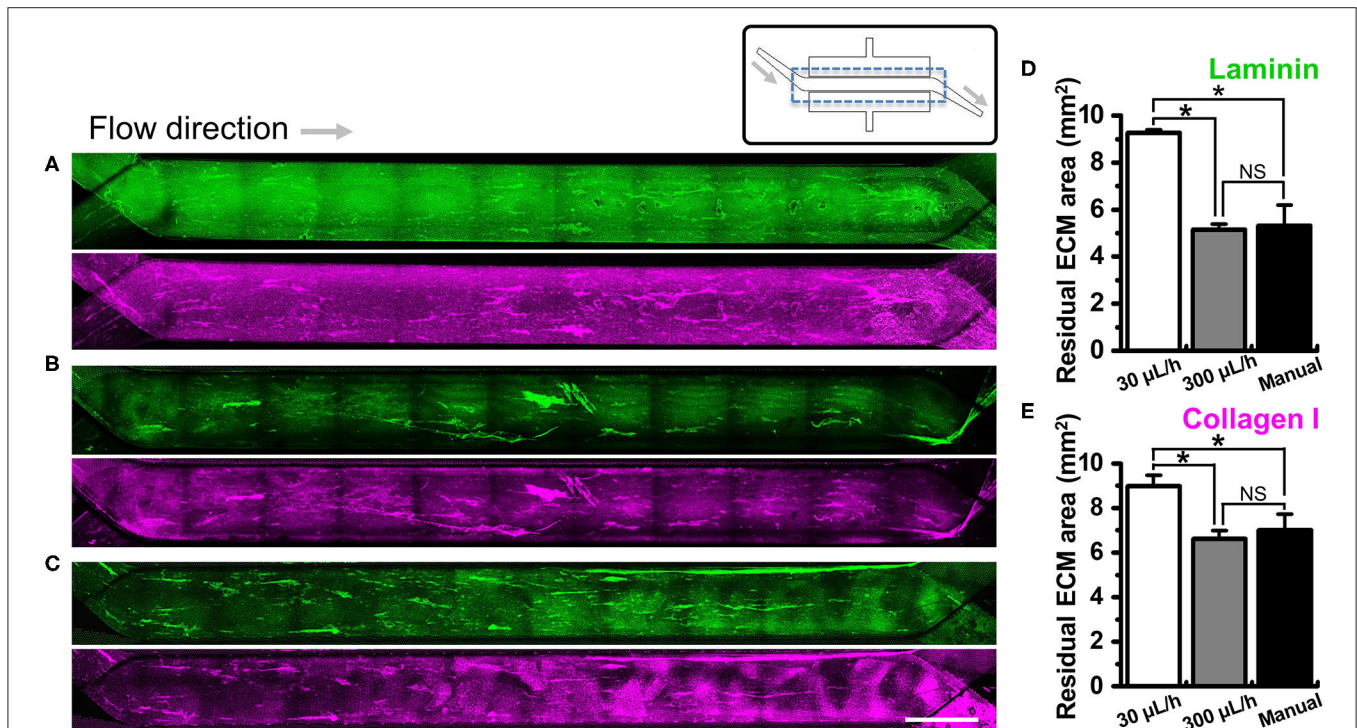 Flow direction
A
B
C
D
Laminin
Residual ECM area (mm²)
10
8
6
4
2
0
*
*
NS
30 µL/h
300 µL/h
Manual
E
Collagen I
Residual ECM area (mm²)
10
8
6
4
2
0
*
*
NS
30 µL/h
300 µL/h
Manual